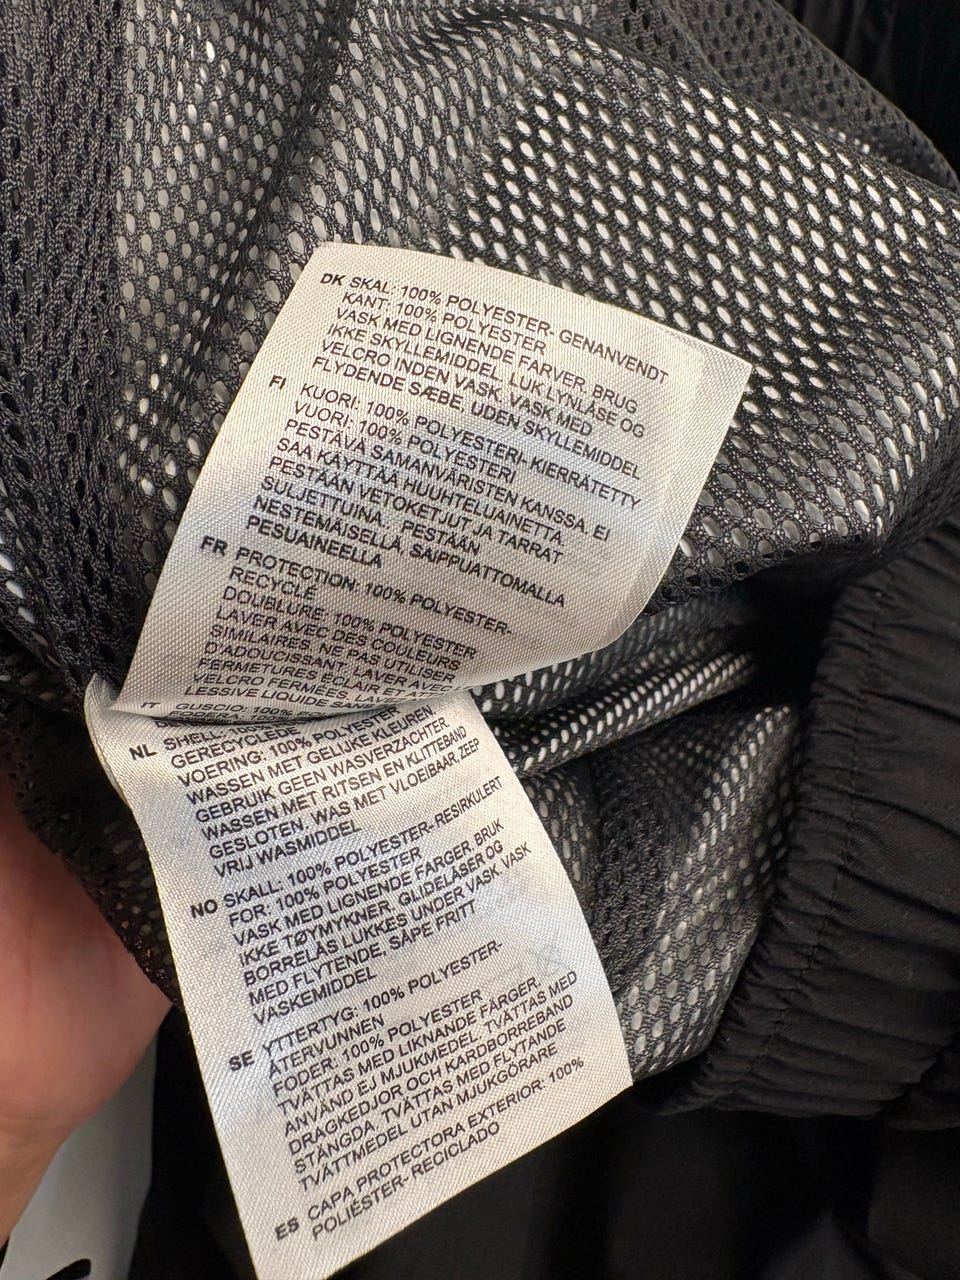 DK SKAL: 100% POLYESTER- GENANVENDT
KANT: 100% POLYESTER
VASK MED LIGNENDE FARVER, BRUG
IKKE SKYLLEMIDDEL, LUK LYNLÅSE OG
VELCRO INDEN VASK. VASK MED
FLYDENDE SÆBE, UDEN SKYLLEMIDDEL
FI KUORI: 100% POLYESTERI- KIERRÄTETTY
VUORI: 100% POLYESTERI
PESTÄVÄ SAMANVÄRISTEN KANSSA, EI
SAA KÄYTTÄÄ HUUHTELUAINETTA.
PESTÄÄN VETOKETJUT JA TARRAT
SULJETTUINA. PESTÄÄN
NESTEMÄISELLÄ, SAIPPUATTOMALLA
PESUAINEELLA
FR PROTECTION: 100% POLYESTER-
RECYCLÉ
DOUBLURE: 100% POLYESTER
LAVER AVEC DES COULEURS
SIMILAIRES. NE PAS UTILISER
D'ADOUCISSANT. LAVER AVEC
FERMETURES ÉCLAIR ET
VELCRO FERMÉES.
LESSIVE LIQUIDE SANS
IT GUSCIO: 100%
NL SHELL:
GERECYCLEDE
VOERING: 100% POLYESTER
WASSEN MET GELIJKE KLEUREN.
GEBRUIK GEEN WASVERZACHTER.
WASSEN MET RITSEN EN KLITTEBAND
GESLOTEN, WAS MET VLOEIBAAR ZEEP
VRIJ WASMIDDEL
NO SKALL: 100% POLYESTER- RESIRKULERT
FOR: 100% POLYESTER
VASK MED LIGNENDE FARGER, BRUK
IKKE TØYMYKNER, GLIDELÅSER OG
BORRELÅS LUKKES UNDER VASK. VASK
MED FLYTENDE, SÅPE FRITT
VASKEMIDDEL
SE YTTERTYG: 100% POLYESTER-
ÅTERVUNNEN
FODER: 100% POLYESTER
TVÄTTAS MED LIKNANDE FÄRGER.
ANVÄND EJ MJUKMEDEL. TVÄTTAS MED
DRAGKEDJOR OCH KARDBORREBAND
STÄNGDA. TVÄTTAS MED FLYTANDE
TVÄTTMEDEL UTAN MJUKGÖRARE
ES CAPA PROTECTORA EXTERIOR: 100%
POLIÉSTER- RECICLADO